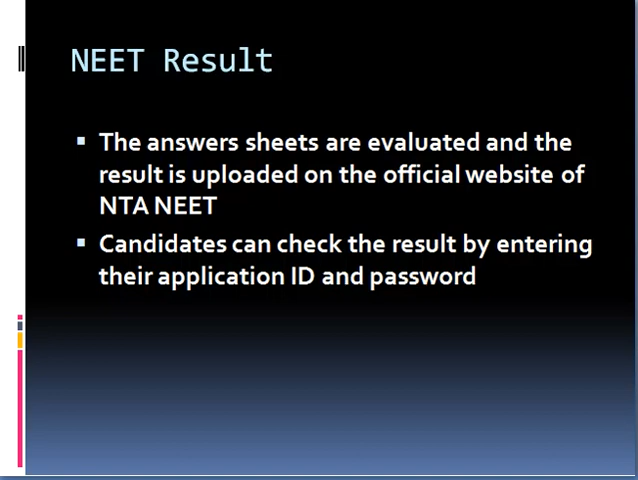 NEET Result
The answers sheets are evaluated and the
result is uploaded on the official website of
NTA NEET
Candidates can check the result by entering
their application ID and password